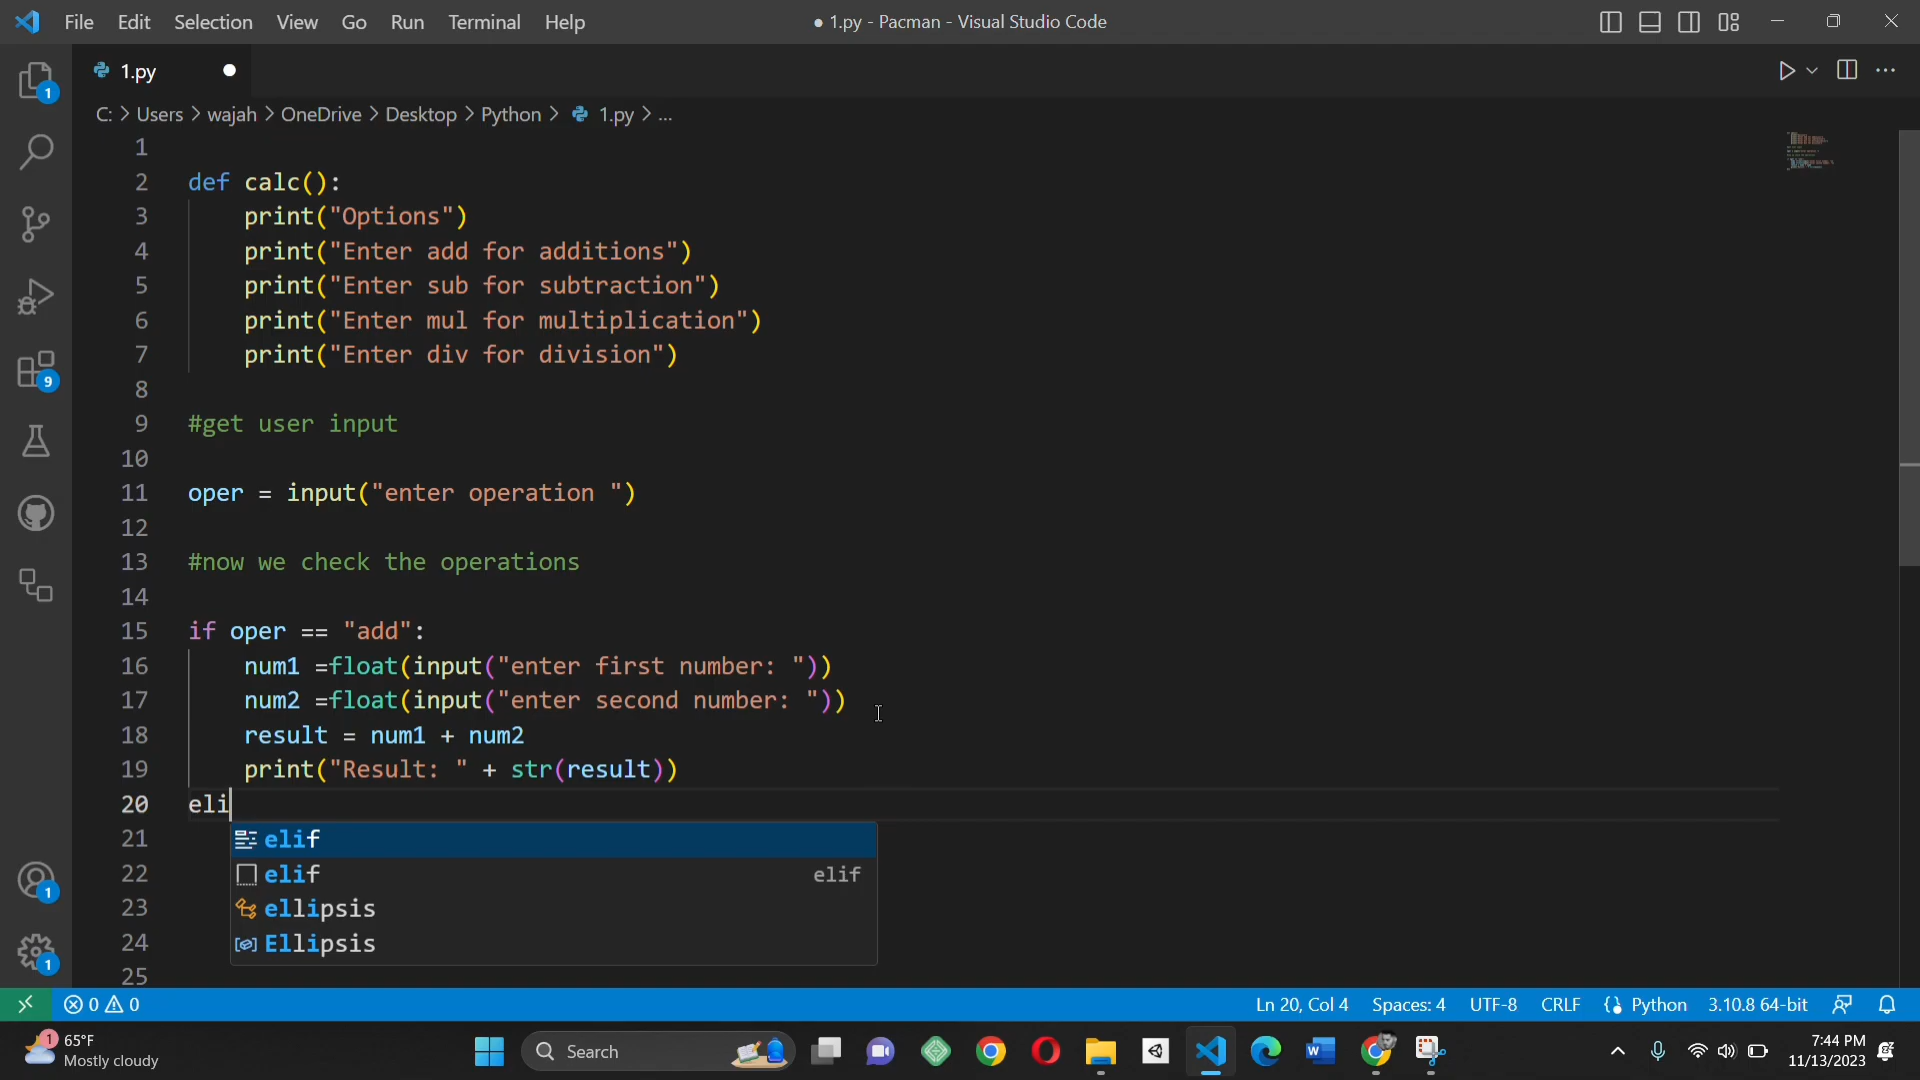 File Edit Selection View Go Run Terminal Help
● 1.py - Pacman - Visual Studio Code
1.py
C: > Users > wajah > OneDrive > Desktop > Python > 1.py > ...
1
2 def calc():
3 print("Options")
4 print("Enter add for additions")
5 print("Enter sub for subtraction")
6 print("Enter mul for multiplication")
7 print("Enter div for division")
8
9 #get user input
10
11 oper = input("enter operation ")
12
13 #now we check the operations
14
15 if oper == "add":
16 num1 =float(input("enter first number: "))
17 num2 =float(input("enter second number: "))
18 result = num1 + num2
19 print("Result: " + str(result))
20 eli
21 elif
22 elif elif
23 ellipsis
24 Ellipsis
25
1
9
1
1
0 0 Ln 20, Col 4 Spaces: 4 UTF-8 CRLF Python 3.10.8 64-bit
1 65°F
Mostly cloudy
Search
7:44 PM
11/13/2023